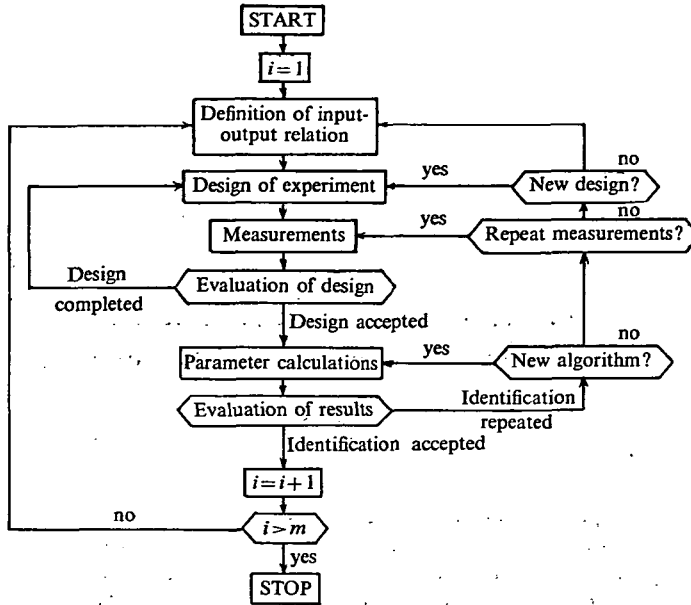 START
i=1
Definition of input-
output relation
no
yes
Design of experiment
New design?
no
yes
Measurements
Repeat measurements?
Design
completed
Evaluation of design
Design accepted
no
yes
Parameter calculations
New algorithm?
Evaluation of results
Identification
repeated
Identification accepted
i=i+1
no
i>m
yes
STOP